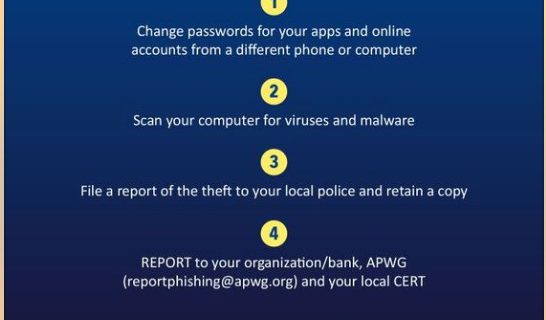 1
Change passwords for your apps and online
accounts from a different phone or computer
2
Scan your computer for viruses and malware
3
File a report of the theft to your local police and retain a copy
4
REPORT to your organization/bank, APWG
(reportphishing@apwg.org) and your local CERT